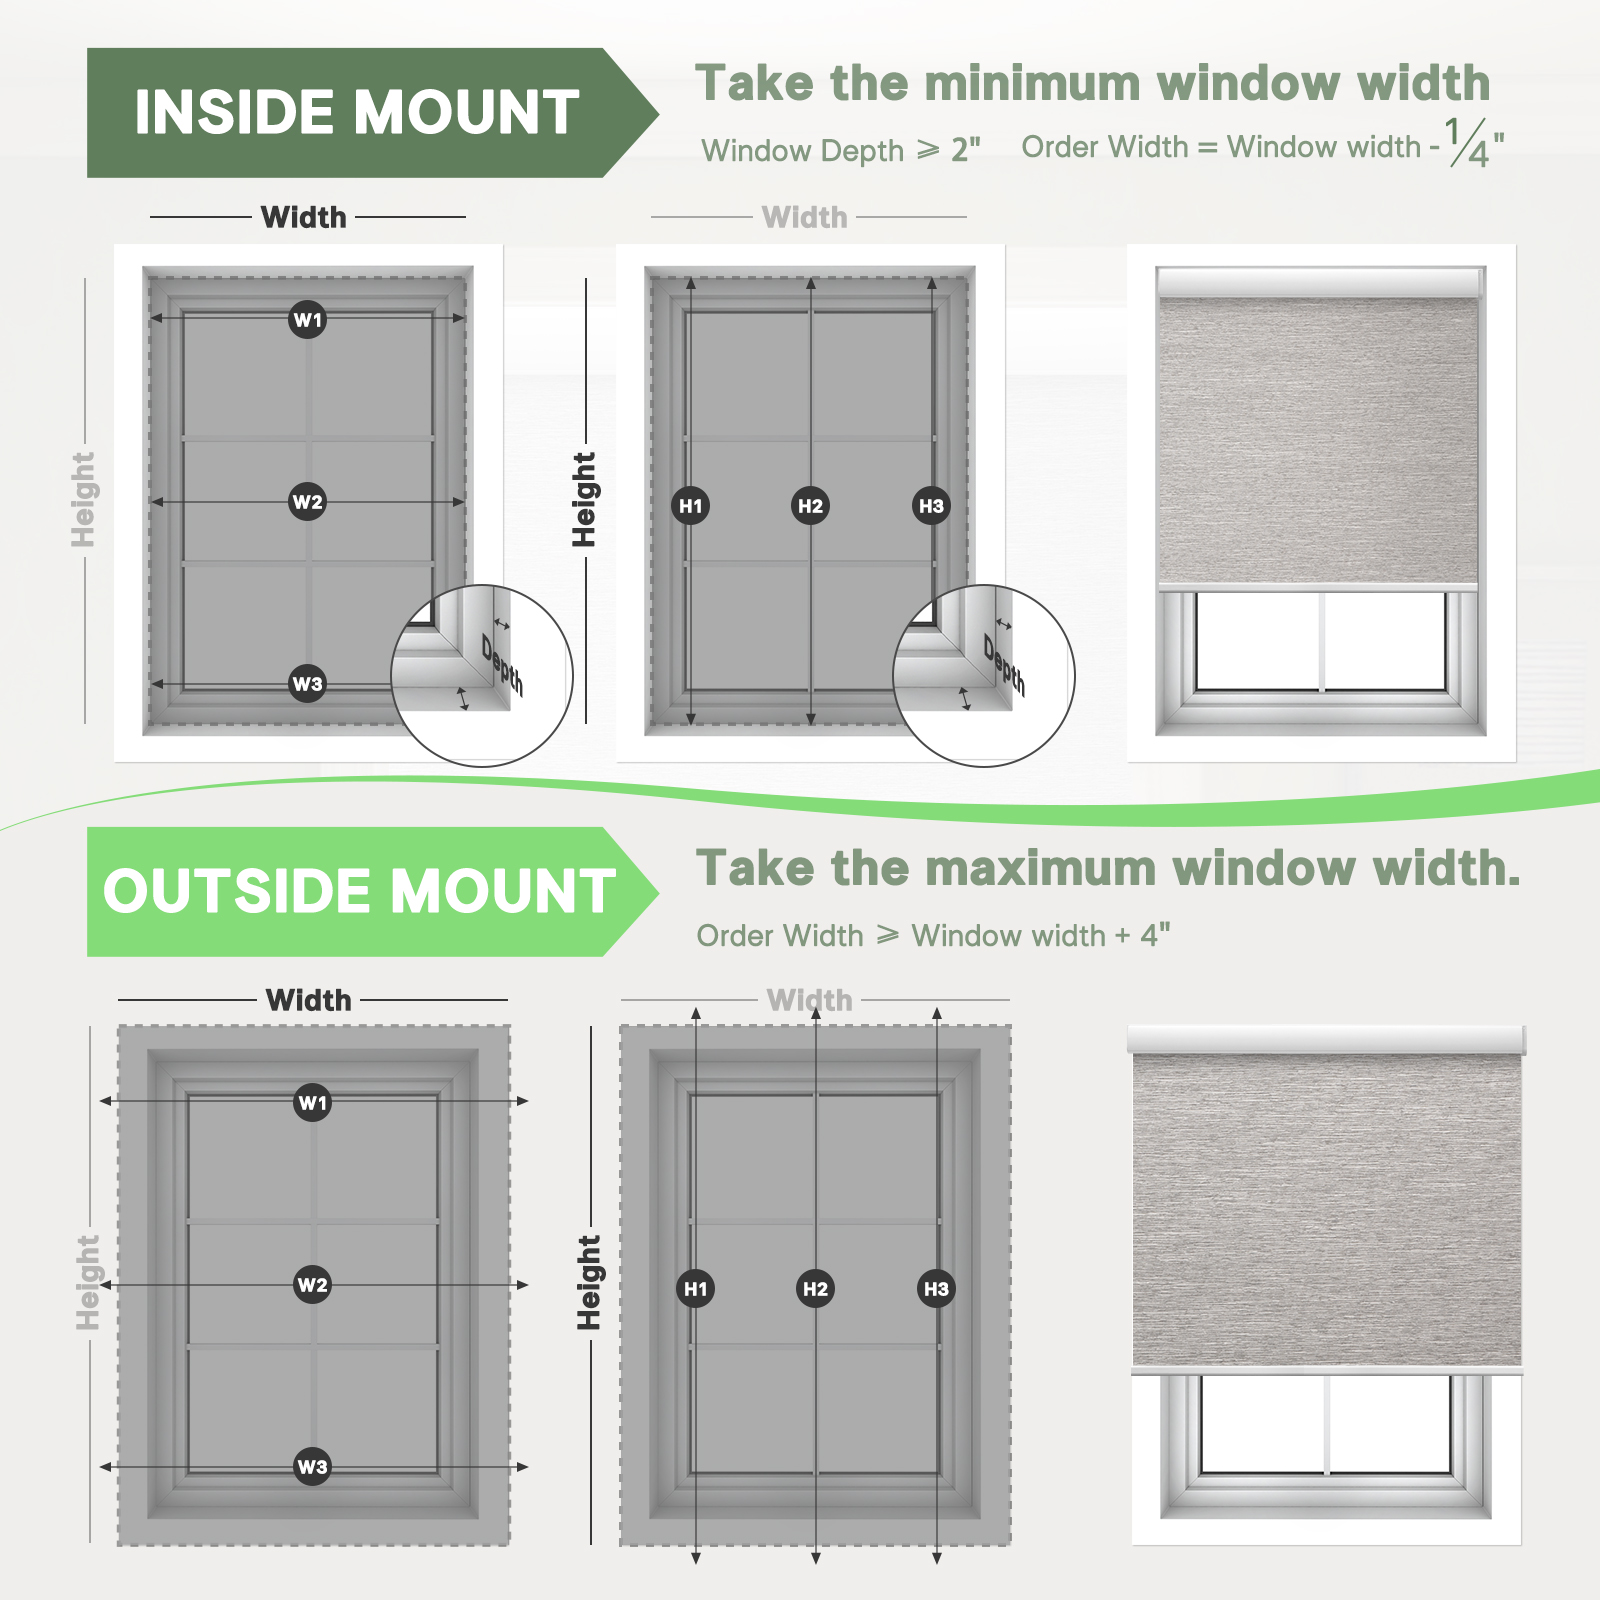 INSIDE MOUNT
Take the minimum window width
Window Depth ⩾ 2" Order Width = Window width - 1/4"
Width
Height
W1
W2
W3
Depth
Width
Height
H1 H2 H3
Depth
OUTSIDE MOUNT
Take the maximum window width.
Order Width ⩾ Window width + 4"
Width
Height
W1
W2
W3
Width
Height
H1 H2 H3